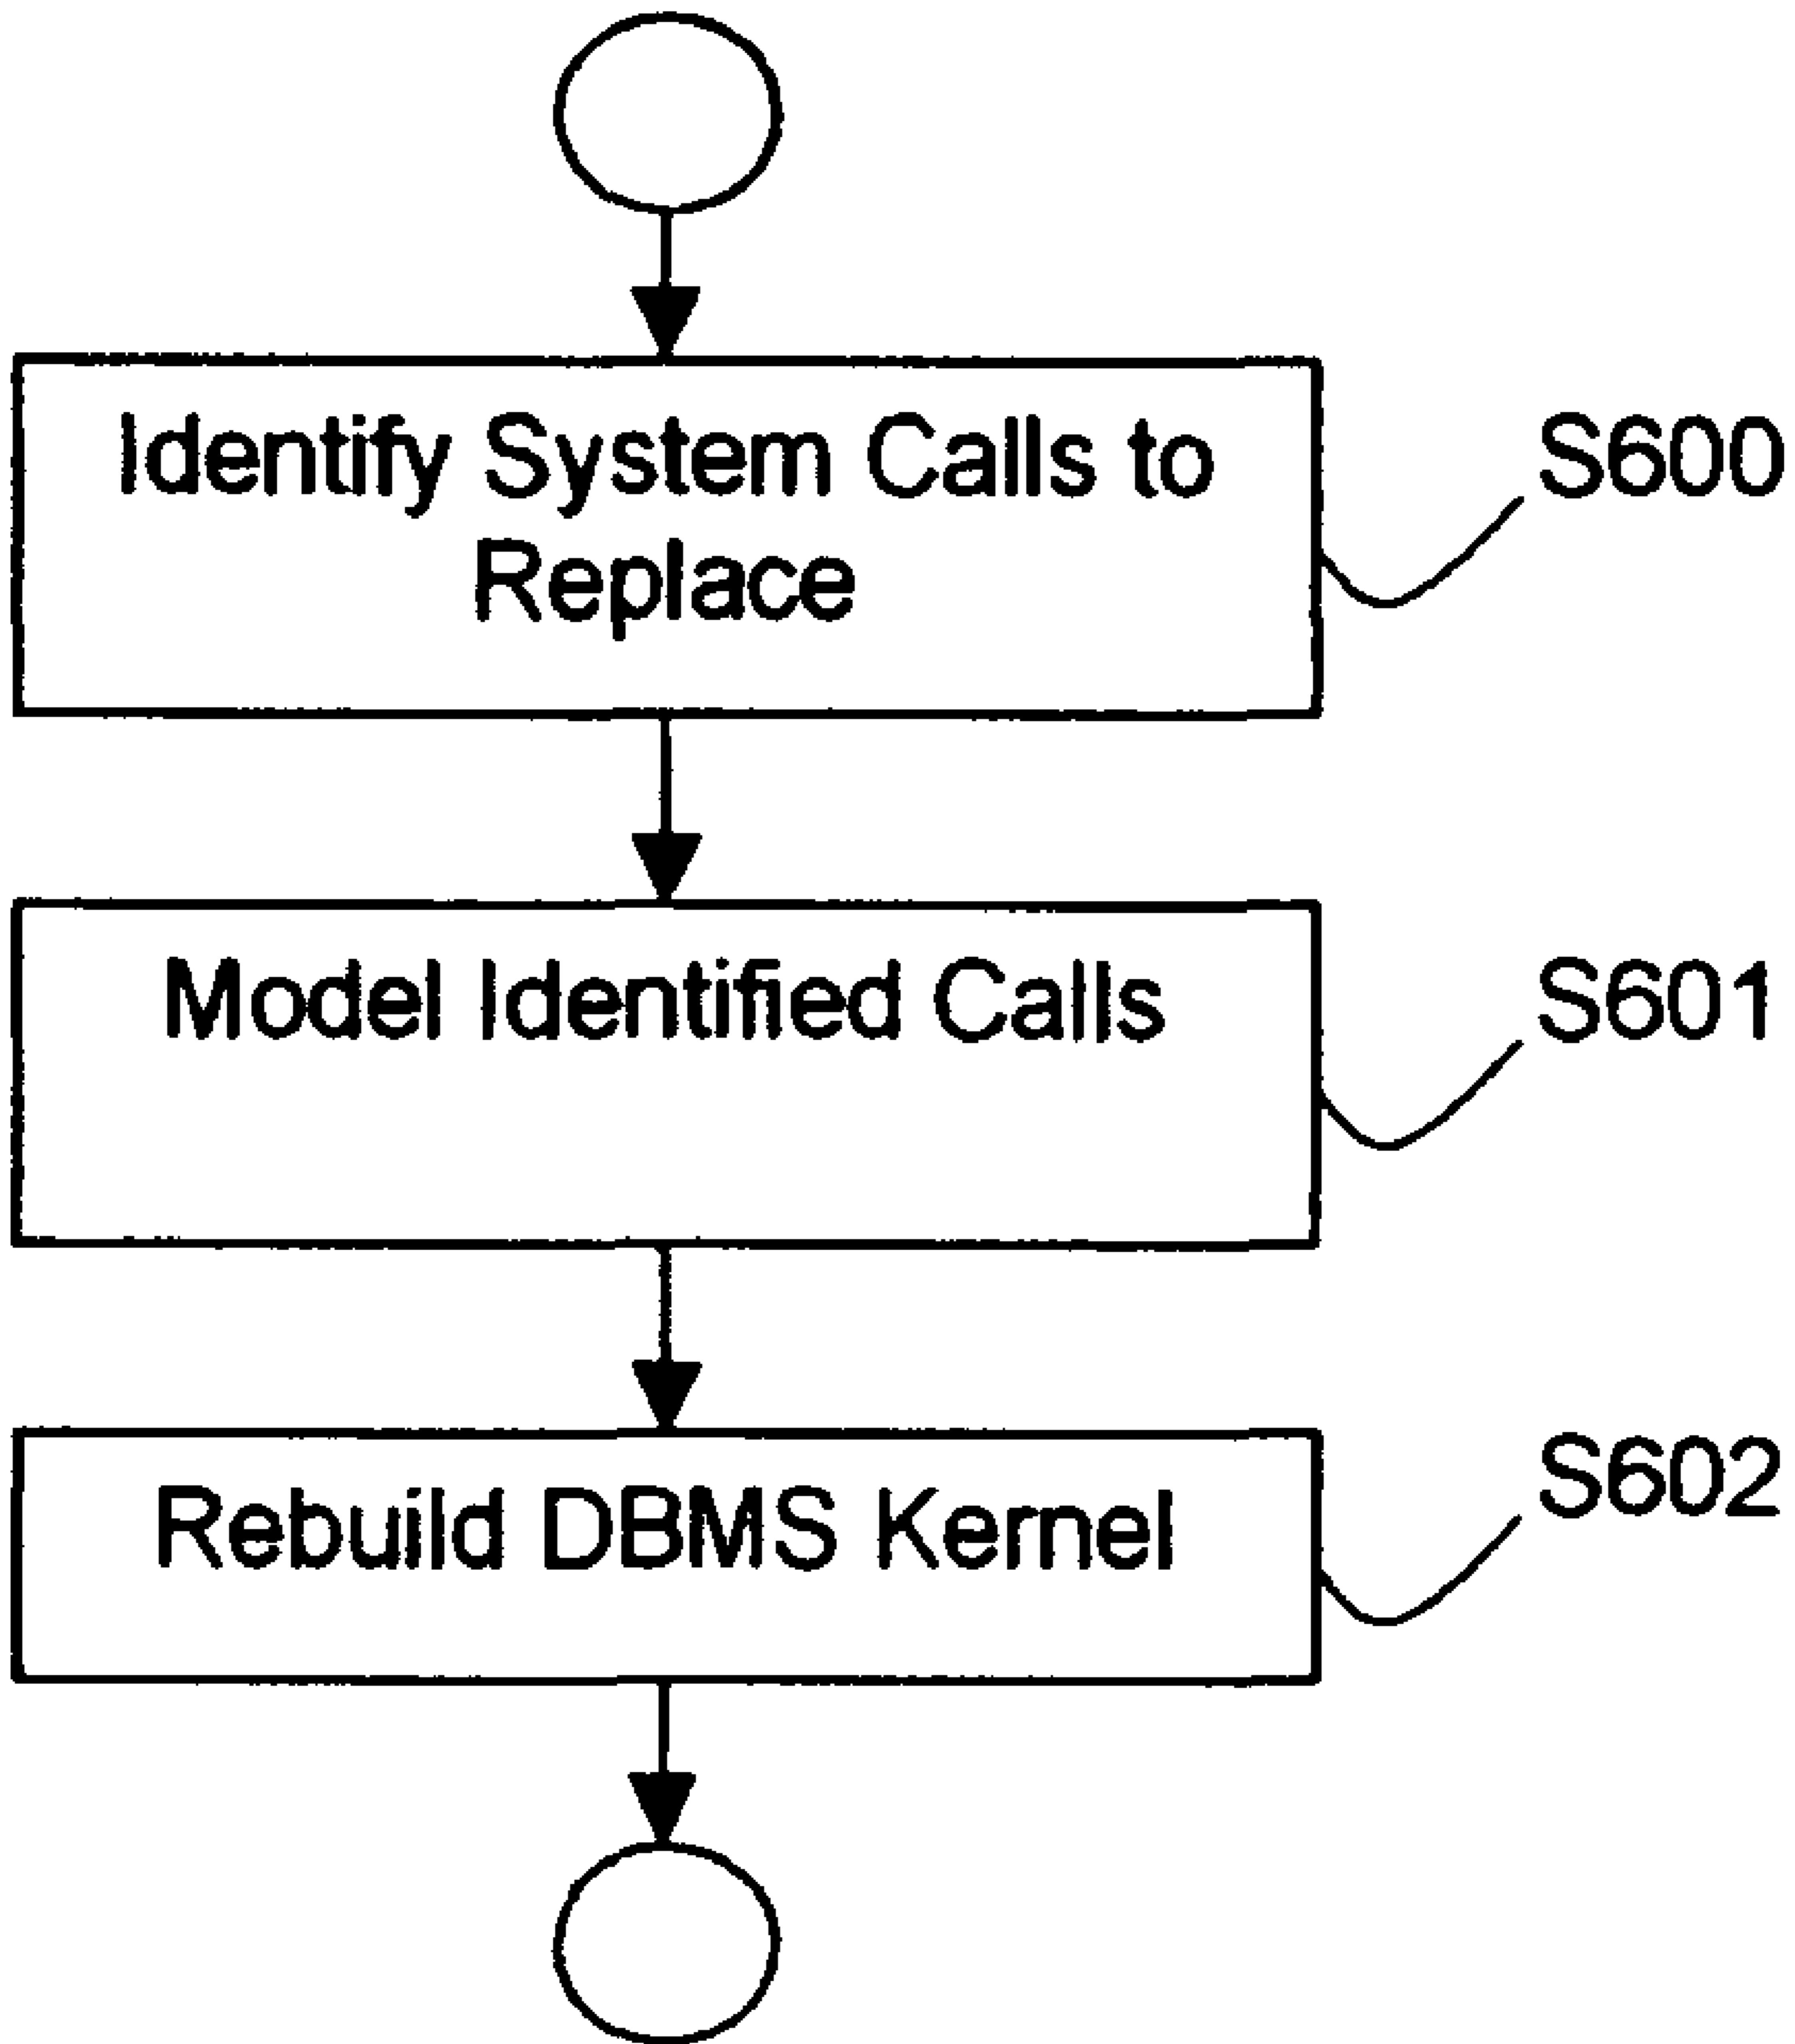 Identify System Calls to
Replace
S600
Model Identified Calls
S601
Rebuild DBMS Kernel
S602